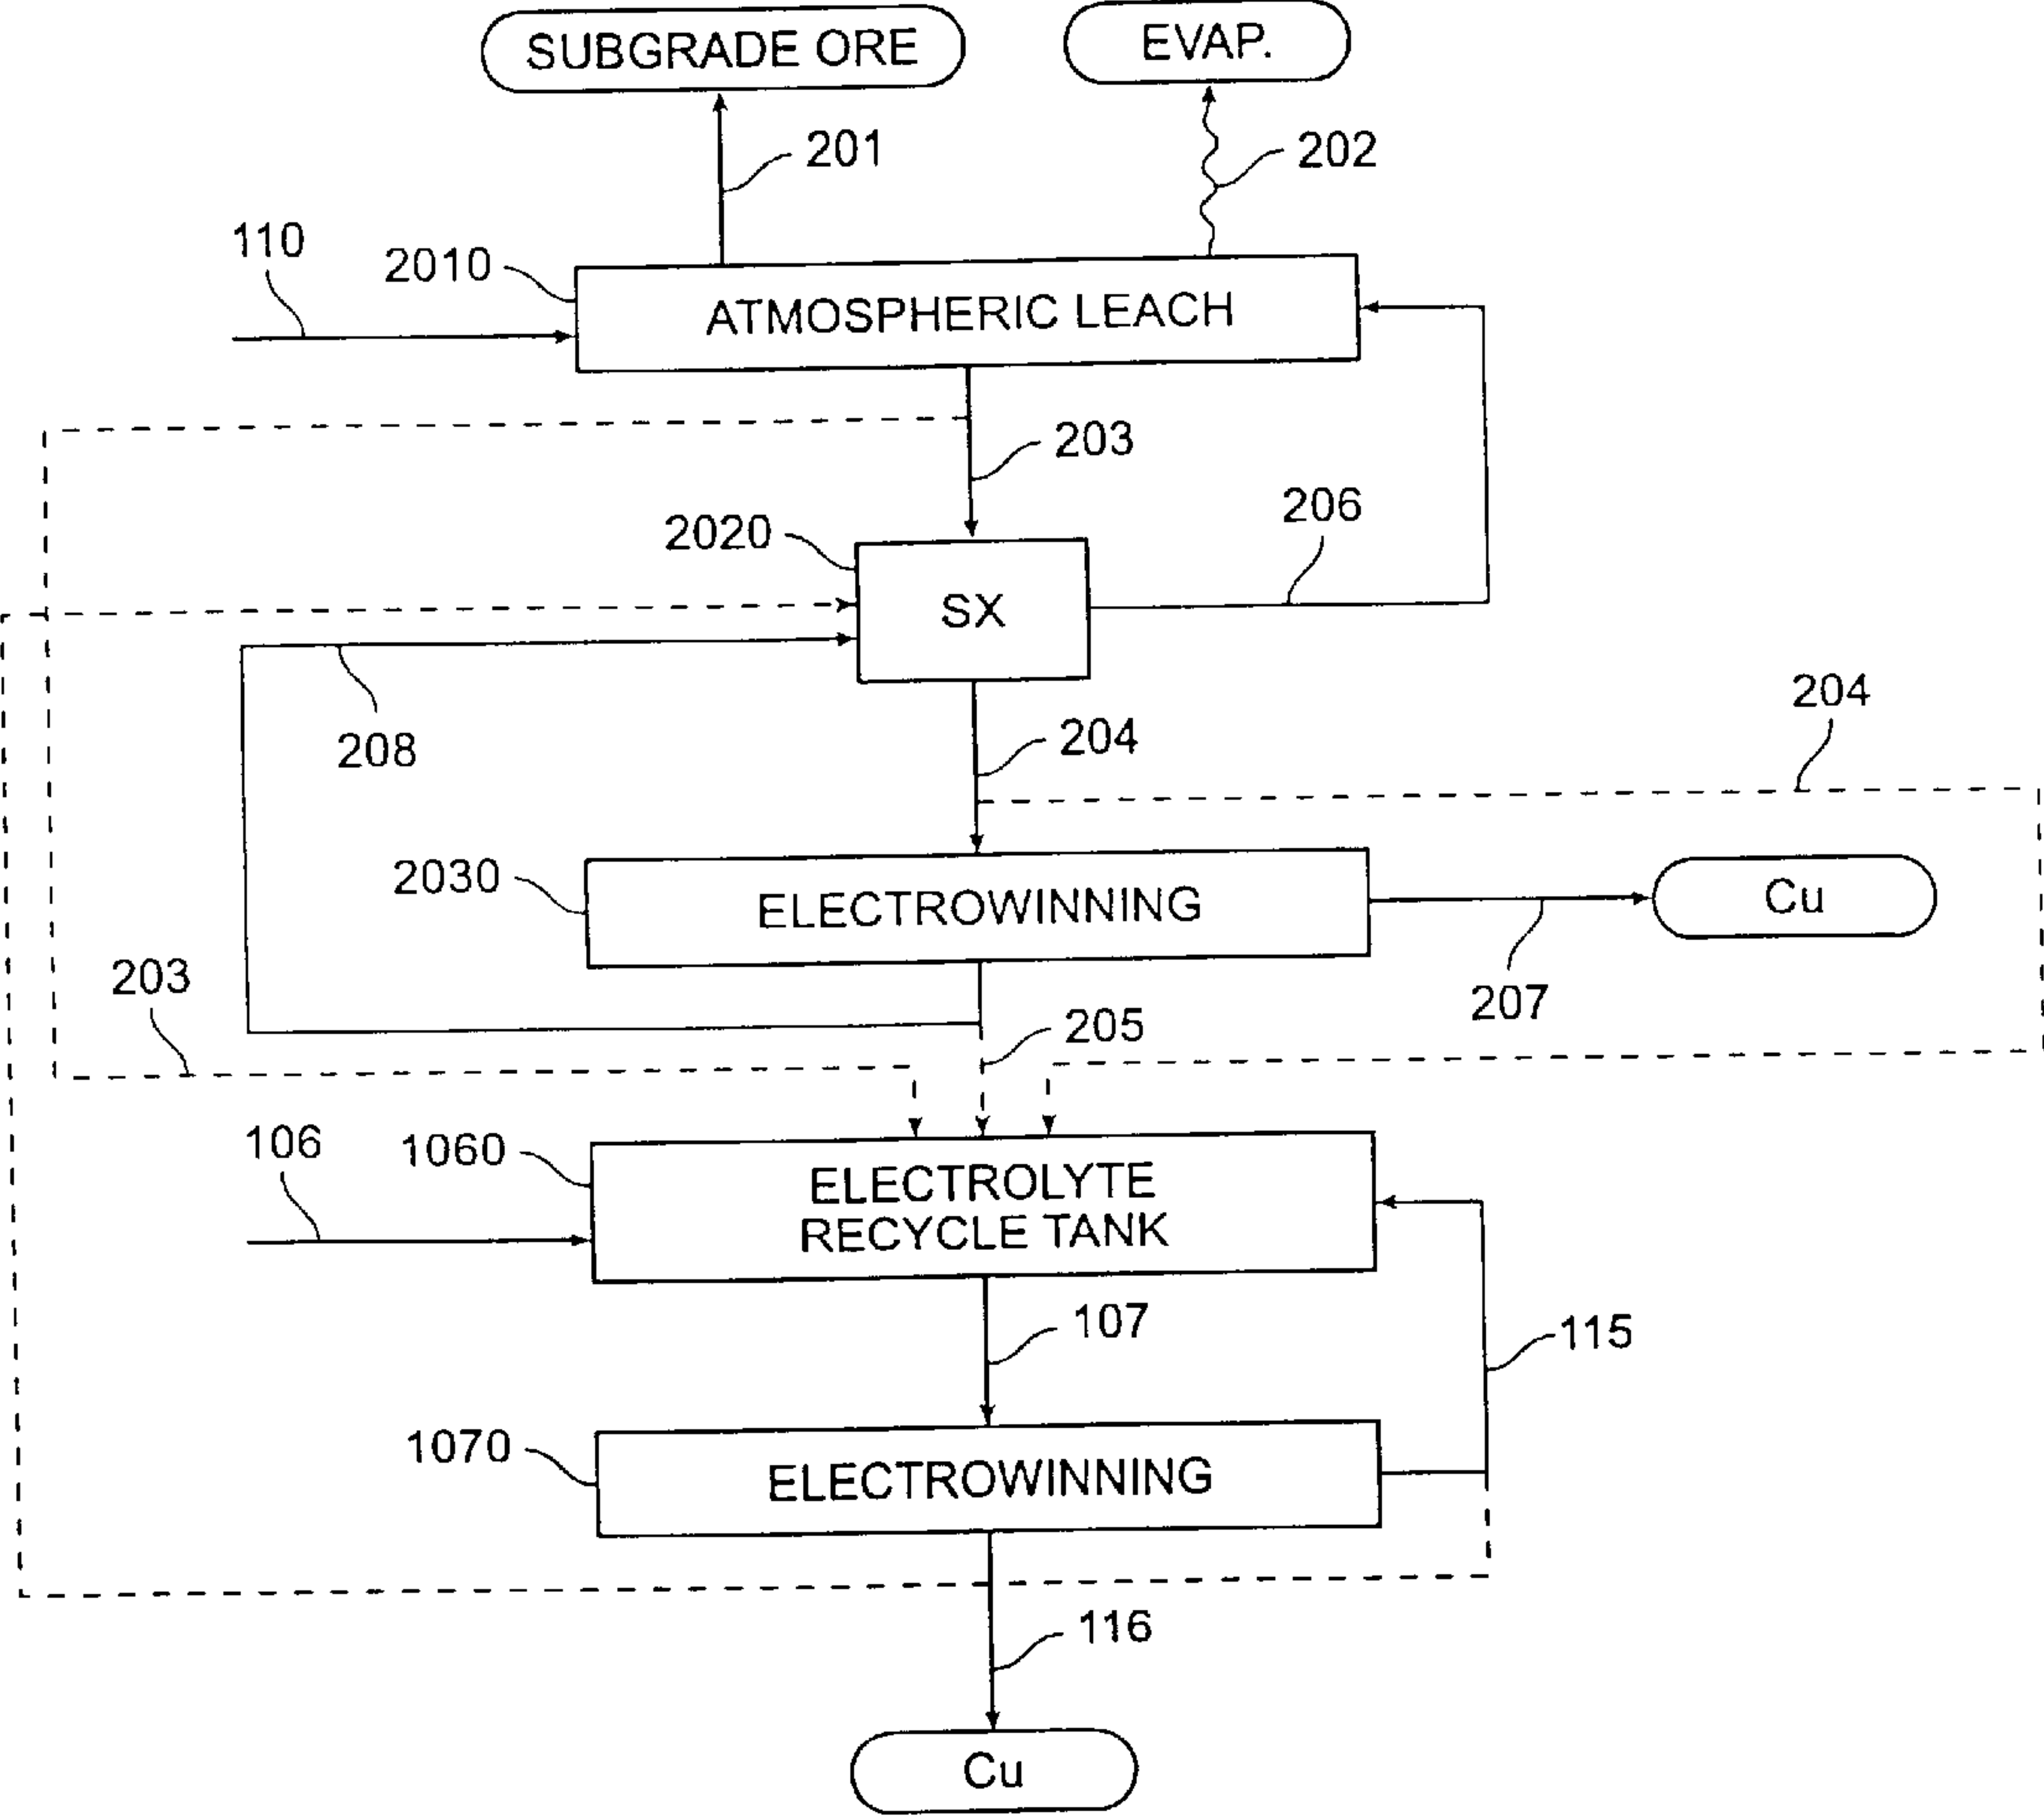 SUBGRADE ORE
EVAP.
201
202
110
2010
ATMOSPHERIC LEACH
203
206
2020
SX
208
204
204
2030
ELECTROWINNING
Cu
207
203
205
106
1060
ELECTROLYTE
RECYCLE TANK
107
115
1070
ELECTROWINNING
116
Cu